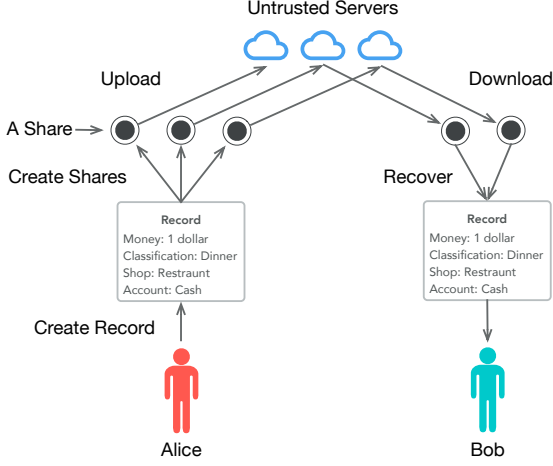 Untrusted Servers
Upload
Download
A Share
Create Shares
Recover
Record
Money: 1 dollar
Classification: Dinner
Shop: Restraunt
Account: Cash
Record
Money: 1 dollar
Classification: Dinner
Shop: Restraunt
Account: Cash
Create Record
Alice
Bob